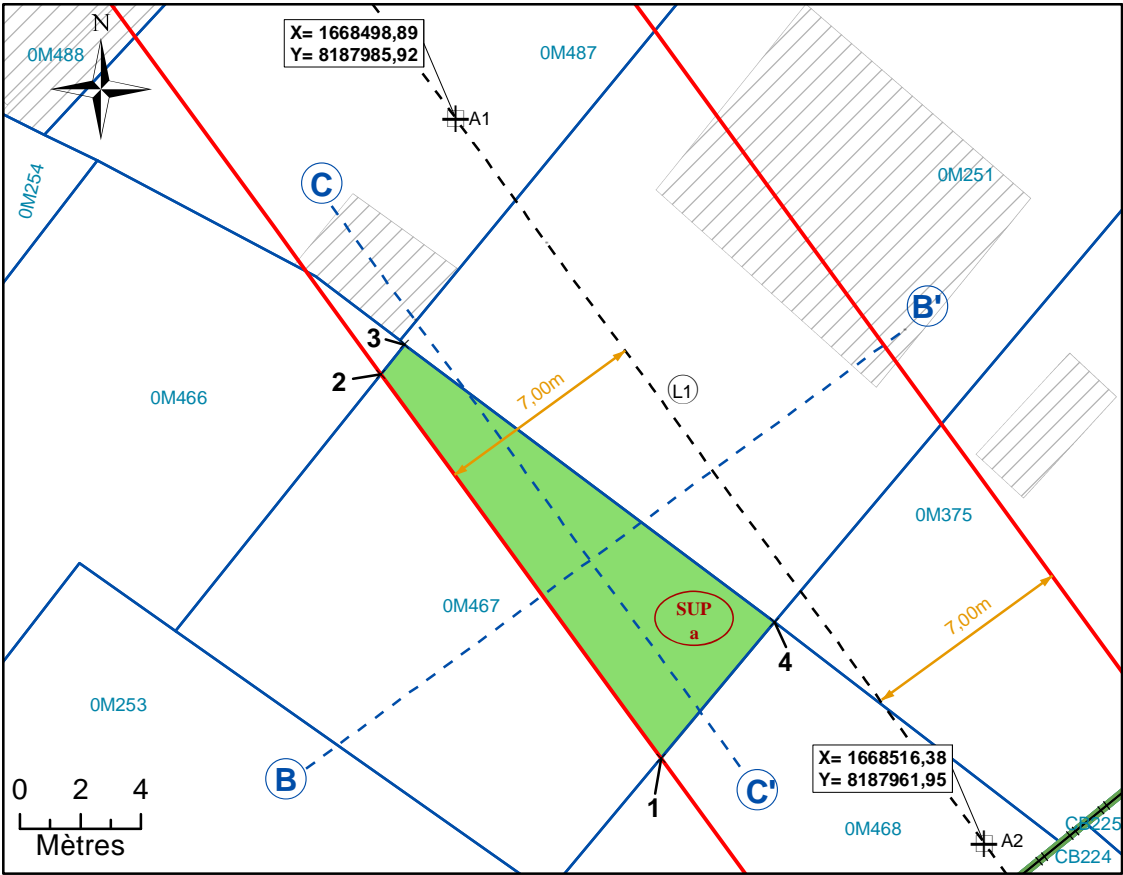 N
X= 1668498,89
Y= 8187985,92
0M488
0M487
A1
0M254
0M251
C
B'
3
2
7,00m
L1
0M466
0M375
0M467
SUP
a
7,00m
4
0M253
X= 1668516,38
Y= 8187961,95
B
C'
1
0 2 4
Mètres
0M468
A2
CB225
CB224